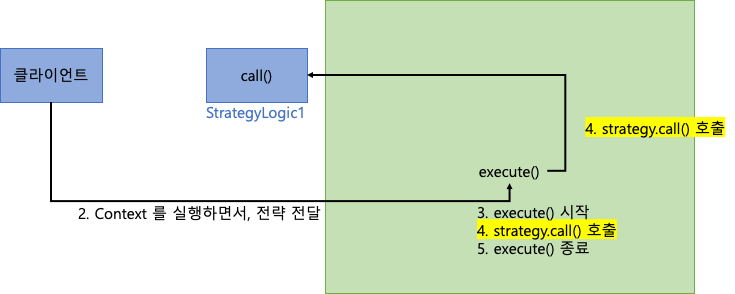 클라이언트
call()
StrategyLogic1
4. strategy.call() 호출
execute()
2. Context 를 실행하면서, 전략 전달
3. execute() 시작
4. strategy.call() 호출
5. execute() 종료